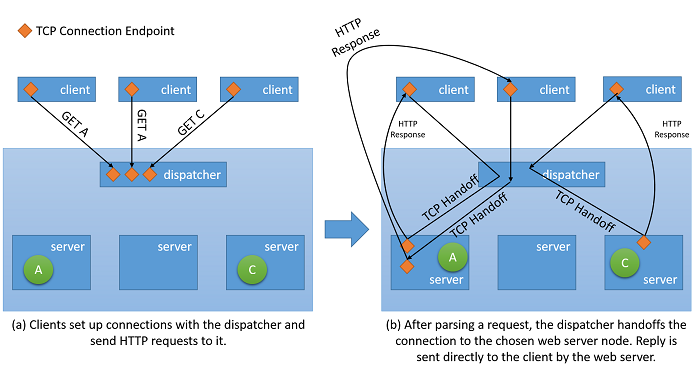 TCP Connection Endpoint
client
client
client
GET A
GET A
GET C
dispatcher
server
server
server
A
C
(a) Clients set up connections with the dispatcher and
send HTTP requests to it.
HTTP
Response
client
client
client
HTTP
Response
HTTP
Response
dispatcher
TCP Handoff
TCP Handoff
TCP Handoff
A
server
server
C
server
(b) After parsing a request, the dispatcher handoffs the
connection to the chosen web server node. Reply is
sent directly to the client by the web server.